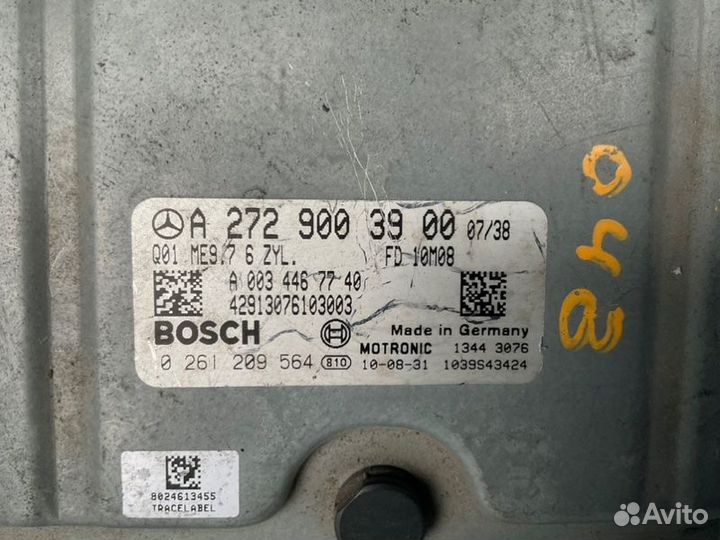 A 272 900 39 00 07/38
Q01 ME9.7 6 ZYL. FD 10M08
A 003 446 77 40
42913076103003
BOSCH
Made in Germany
MOTRONIC 1344 3076
0 261 209 564 810 10-08-31 1039S43424
8024613455
TRACELABEL
Avito